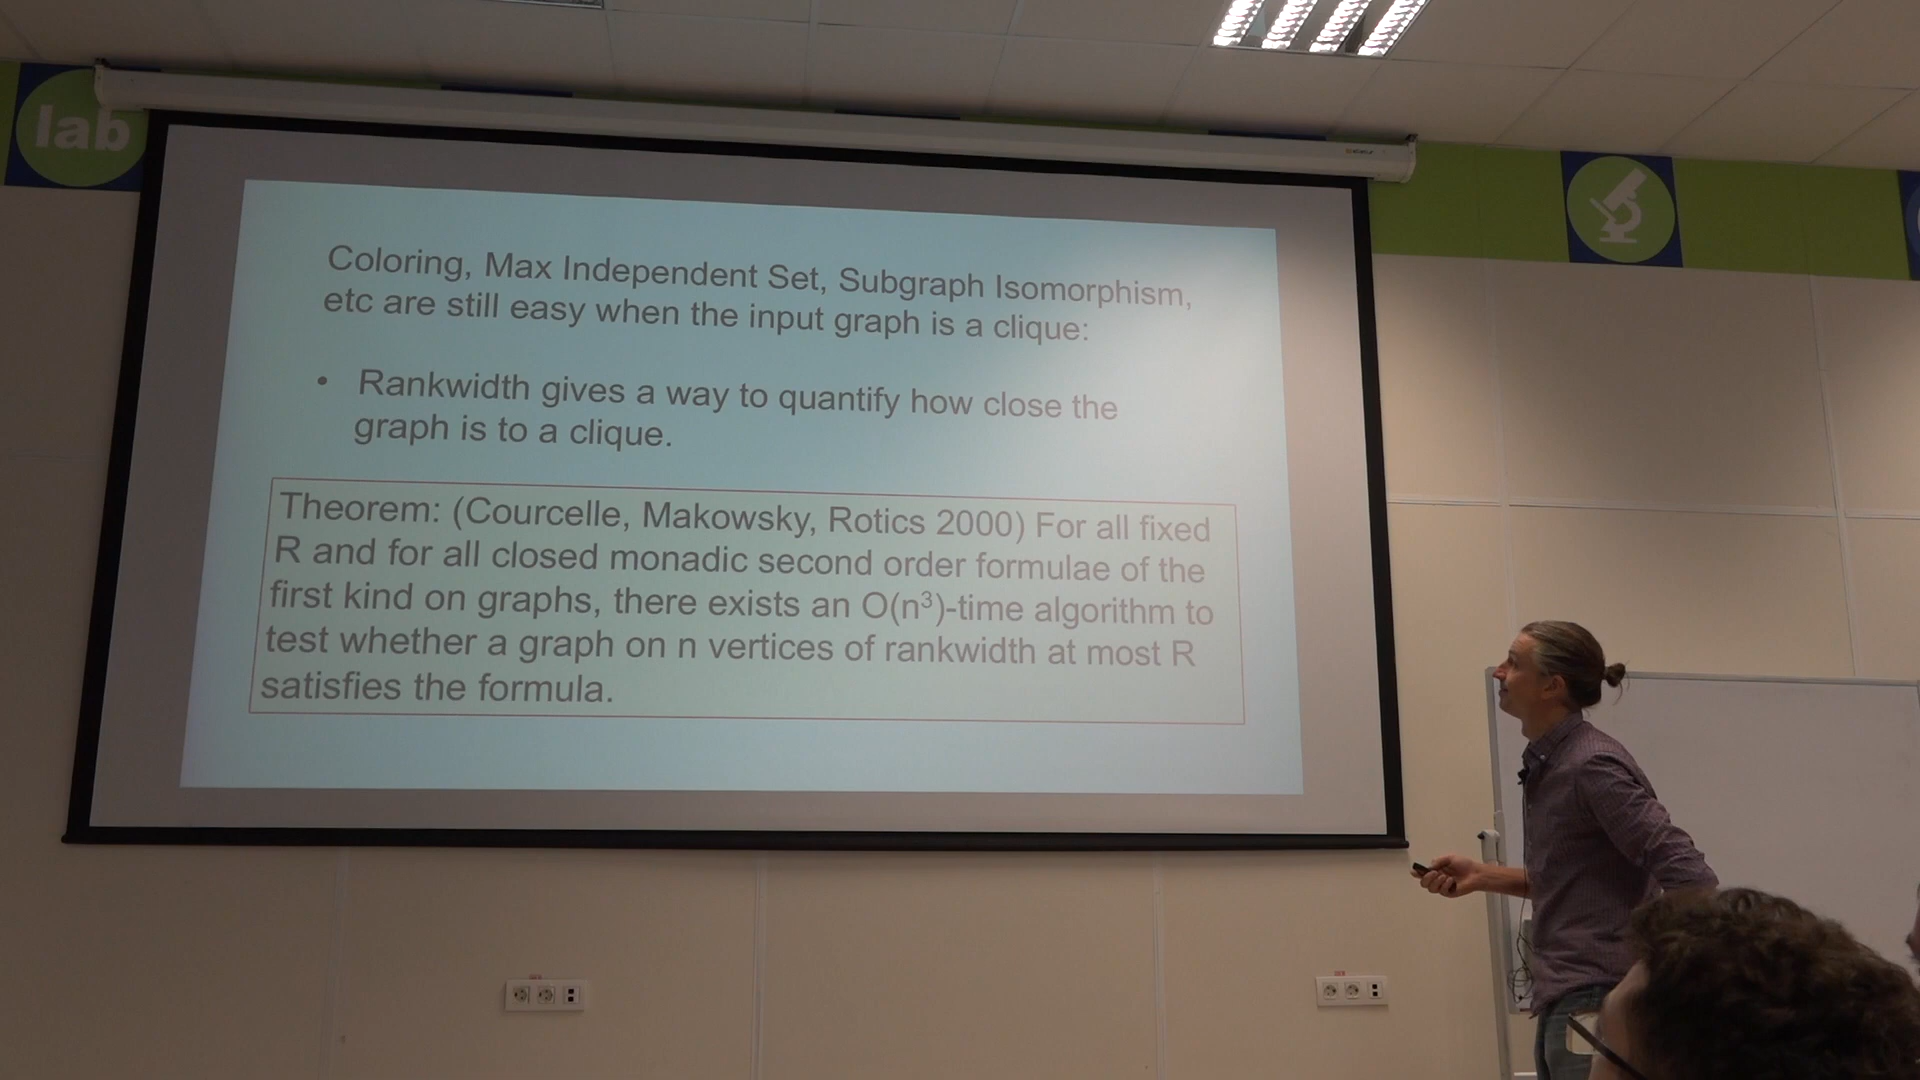 lab
Coloring, Max Independent Set, Subgraph Isomorphism,
etc are still easy when the input graph is a clique:
• Rankwidth gives a way to quantify how close the
graph is to a clique.
Theorem: (Courcelle, Makowsky, Rotics 2000) For all fixed
R and for all closed monadic second order formulae of the
first kind on graphs, there exists an O(n³)-time algorithm to
test whether a graph on n vertices of rankwidth at most R
satisfies the formula.